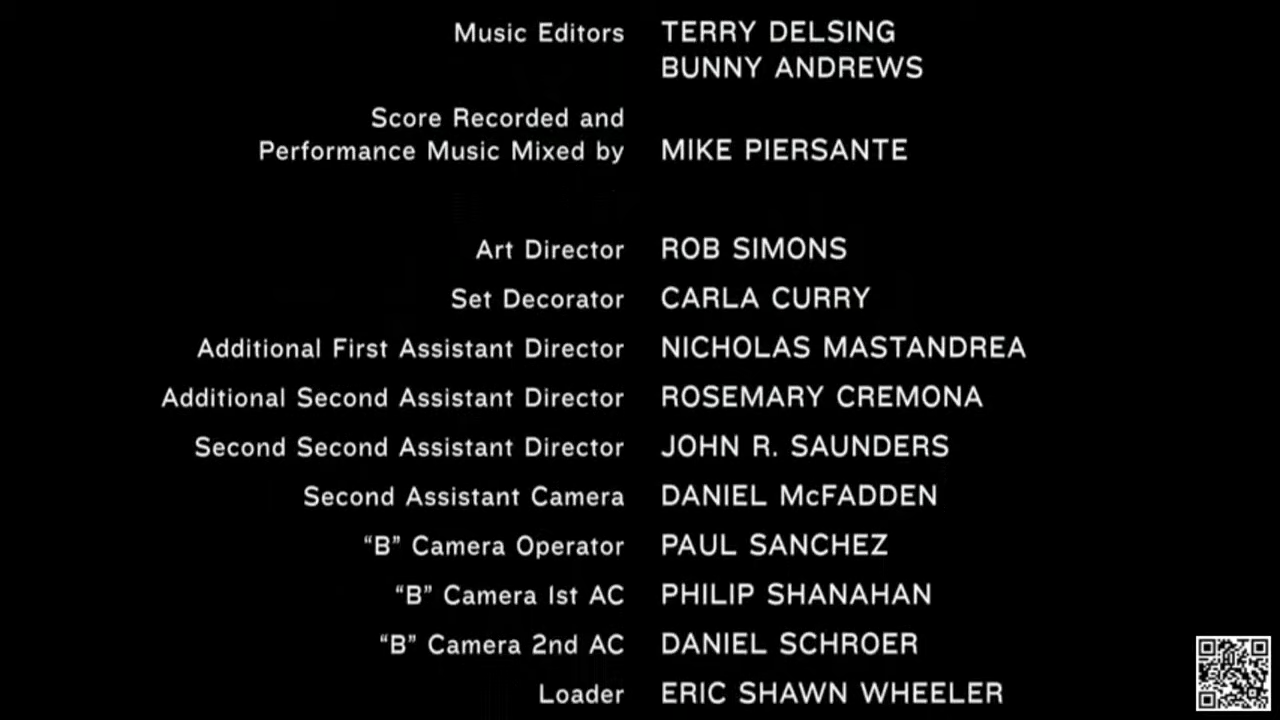 Music Editors TERRY DELSING
BUNNY ANDREWS
Score Recorded and
Performance Music Mixed by MIKE PIERSANTE
Art Director ROB SIMONS
Set Decorator CARLA CURRY
Additional First Assistant Director NICHOLAS MASTANDREA
Additional Second Assistant Director ROSEMARY CREMONA
Second Second Assistant Director JOHN R. SAUNDERS
Second Assistant Camera DANIEL McFADDEN
“B” Camera Operator PAUL SANCHEZ
“B” Camera 1st AC PHILIP SHANAHAN
“B” Camera 2nd AC DANIEL SCHROER
Loader ERIC SHAWN WHEELER